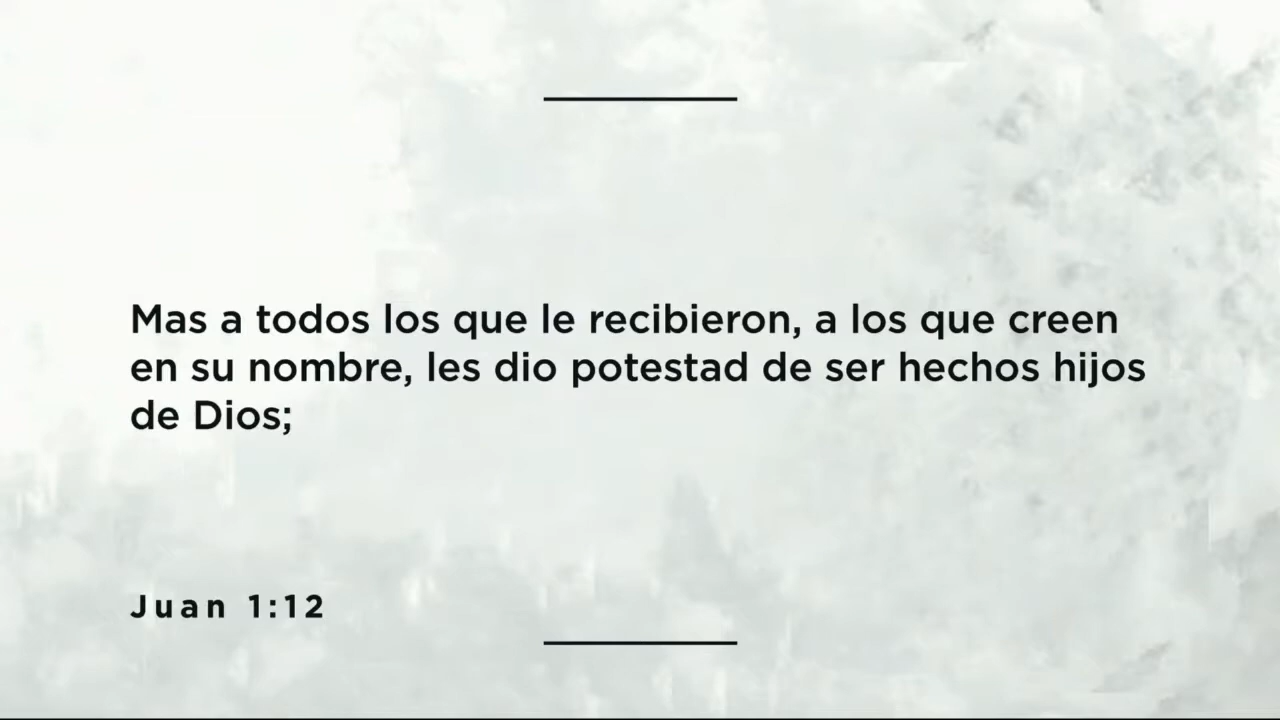 Mas a todos los que le recibieron, a los que creen
en su nombre, les dio potestad de ser hechos hijos
de Dios;
Juan 1:12